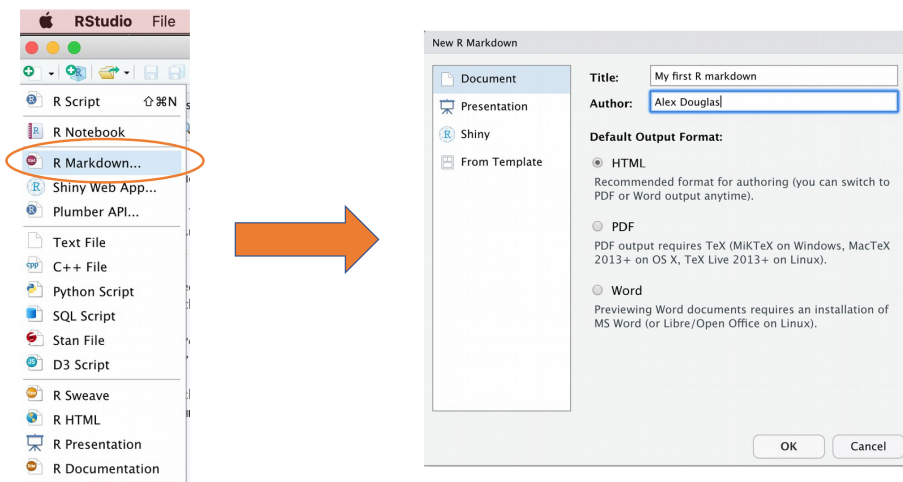 RStudio File
R Script ⇧⌘N
R Notebook
R Markdown...
Shiny Web App...
Plumber API...
Text File
C++ File
Python Script
SQL Script
Stan File
D3 Script
R Sweave
R HTML
R Presentation
R Documentation
New R Markdown
Document
Presentation
Shiny
From Template
Title: My first R markdown
Author: Alex Douglas
Default Output Format:
HTML
Recommended format for authoring (you can switch to
PDF or Word output anytime).
PDF
PDF output requires TeX (MiKTeX on Windows, MacTeX
2013+ on OS X, TeX Live 2013+ on Linux).
Word
Previewing Word documents requires an installation of
MS Word (or Libre/Open Office on Linux).
OK Cancel